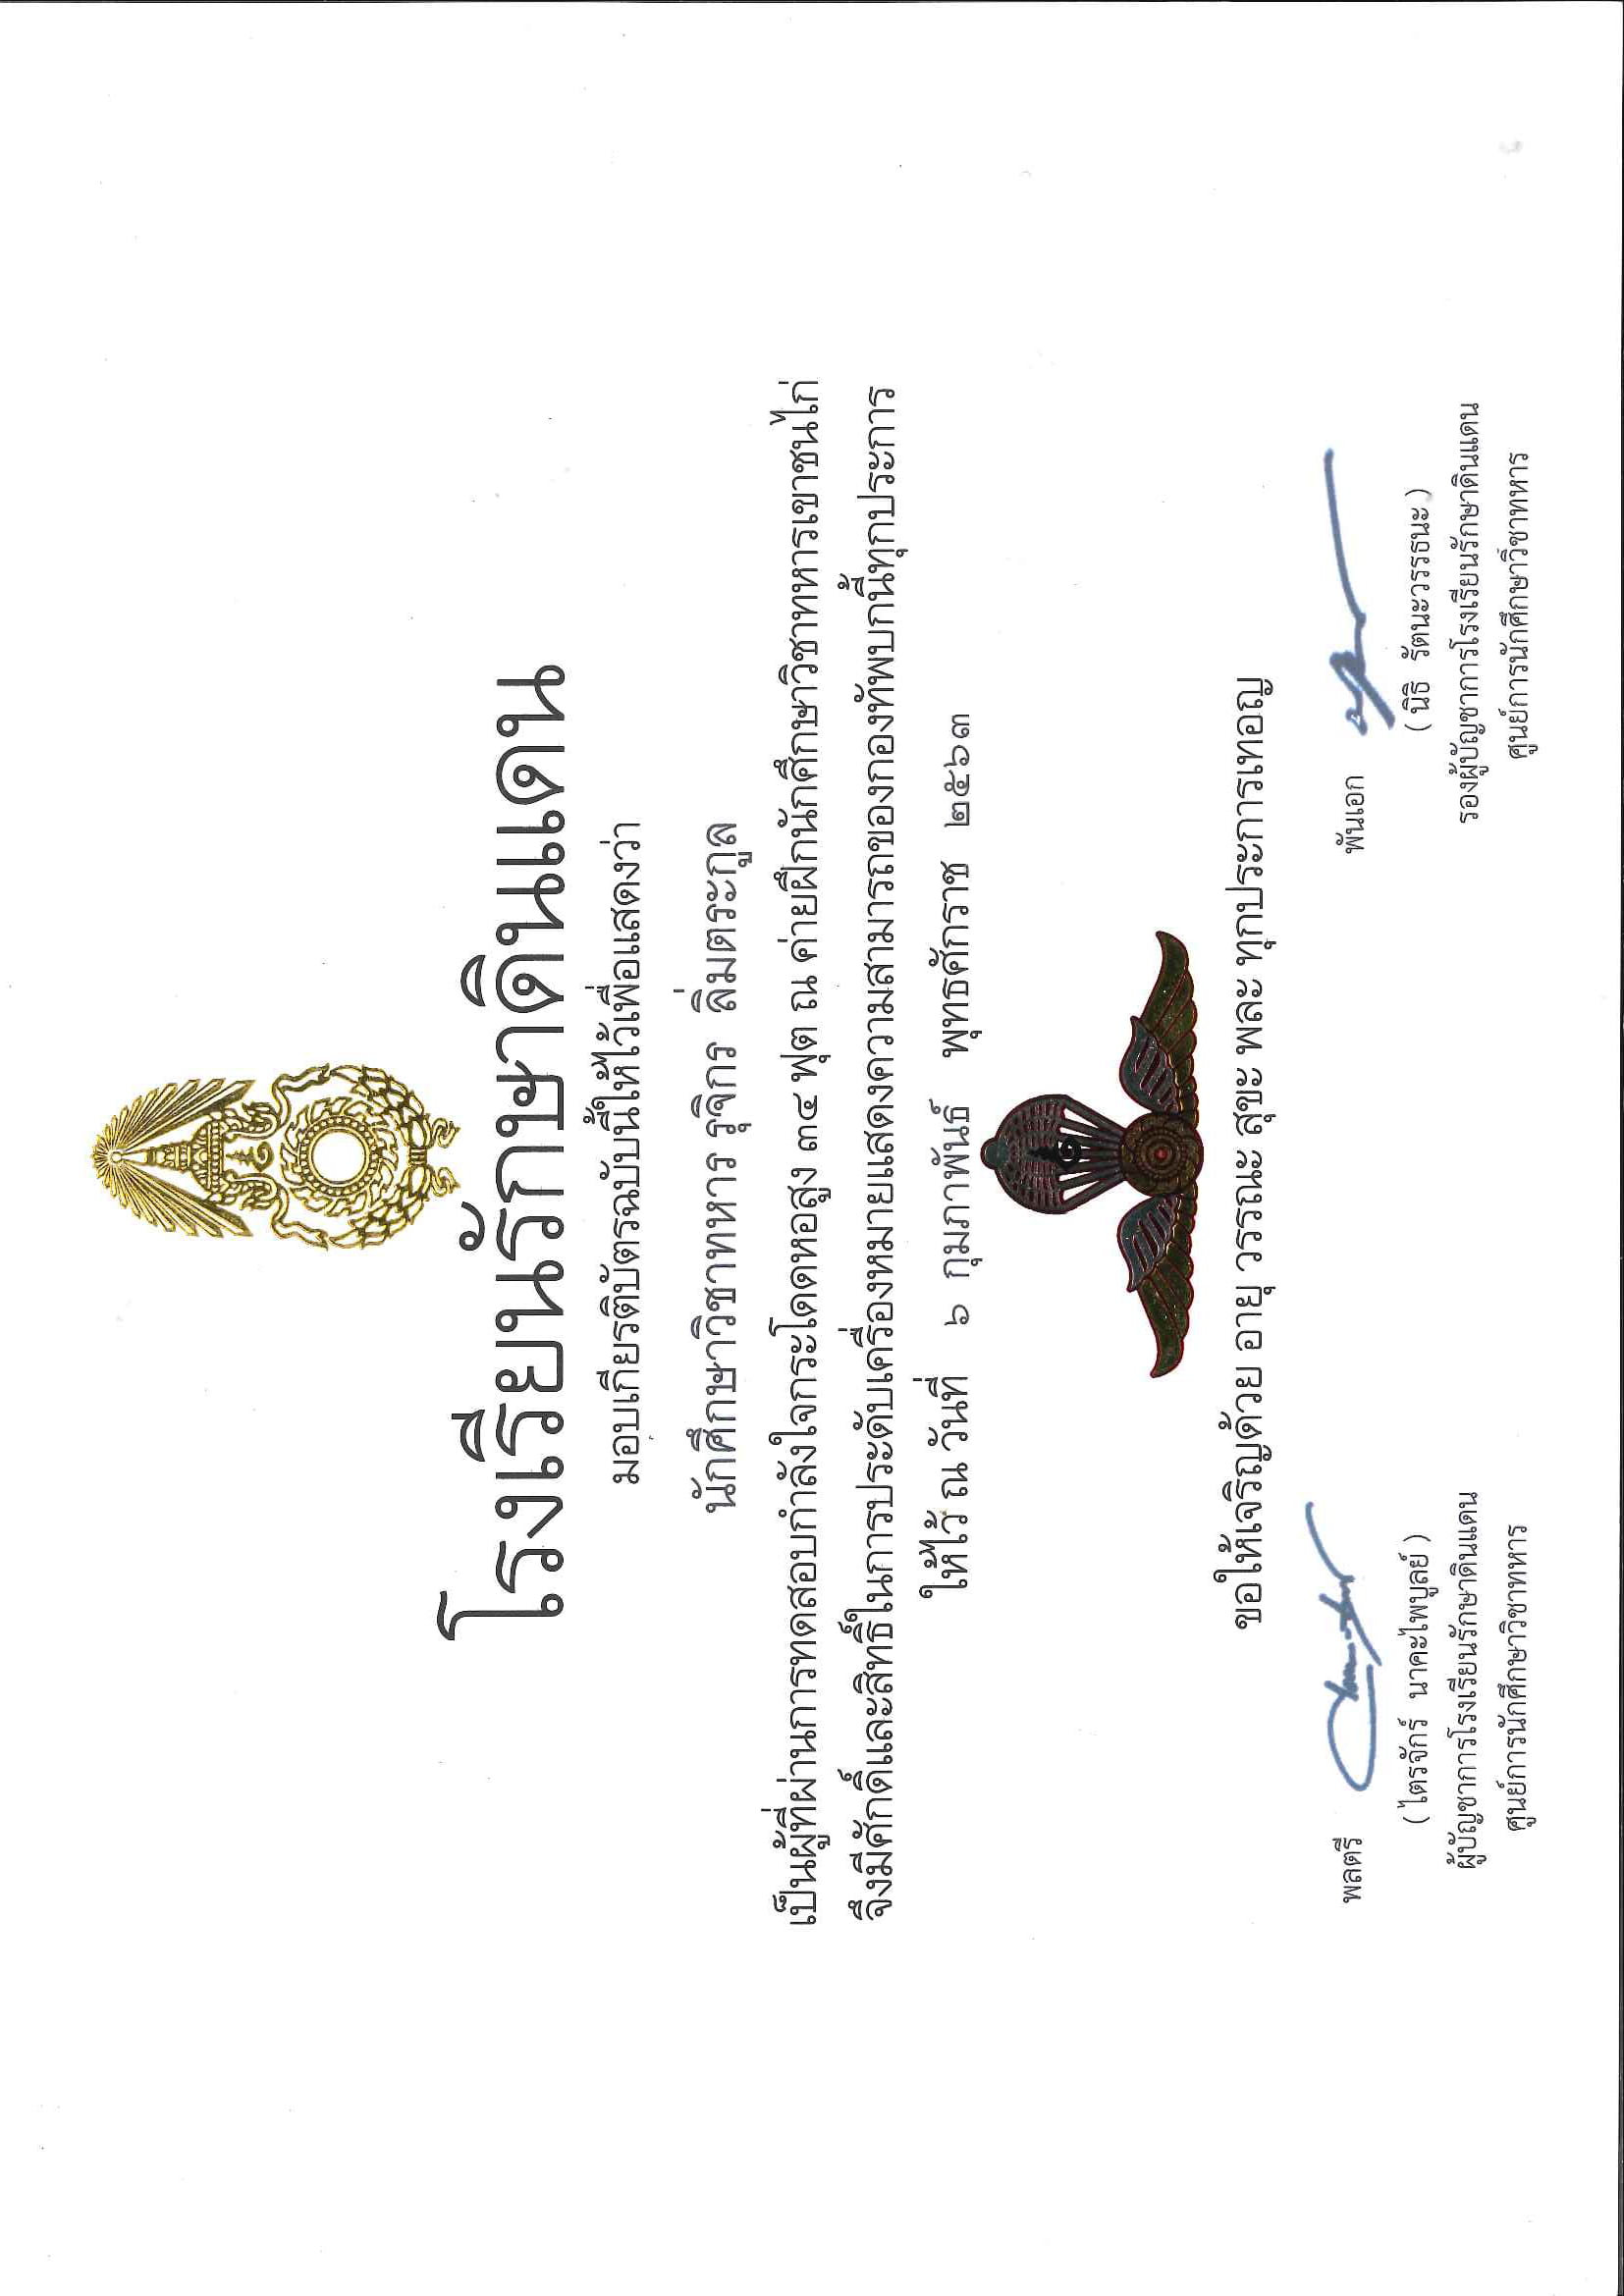 โรงเรียนรักษาดินแดน
มอบเกียรติบัตรฉบับนี้ให้ไว้เพื่อแสดงว่า
นักศึกษาวิชาทหาร รุจิกร ลิ่มตระกูล
เป็นผู้ที่ผ่านการทดสอบกำลังใจกระโดดหอสูง ๓๔ ฟุต ณ ค่ายฝึกนักศึกษาวิชาทหารเขาชนไก่
จึงมีศักดิ์และสิทธิ์ในการประดับเครื่องหมายแสดงความสามารถของกองทัพบกนี้ทุกประการ
ให้ไว้ ณ วันที่ ๖ กุมภาพันธ์ พุทธศักราช ๒๕๖๓
ขอให้เจริญด้วย อายุ วรรณะ สุขะ พละ ทุกประการเทอญ
พลตรี
( ไตรจักร์ นาคะไพบูลย์ )
ผู้บัญชาการโรงเรียนรักษาดินแดน
ศูนย์การนักศึกษาวิชาทหาร
พันเอก
( นิธิ รัตนะวรรธนะ )
รองผู้บัญชาการโรงเรียนรักษาดินแดน
ศูนย์การนักศึกษาวิชาทหาร